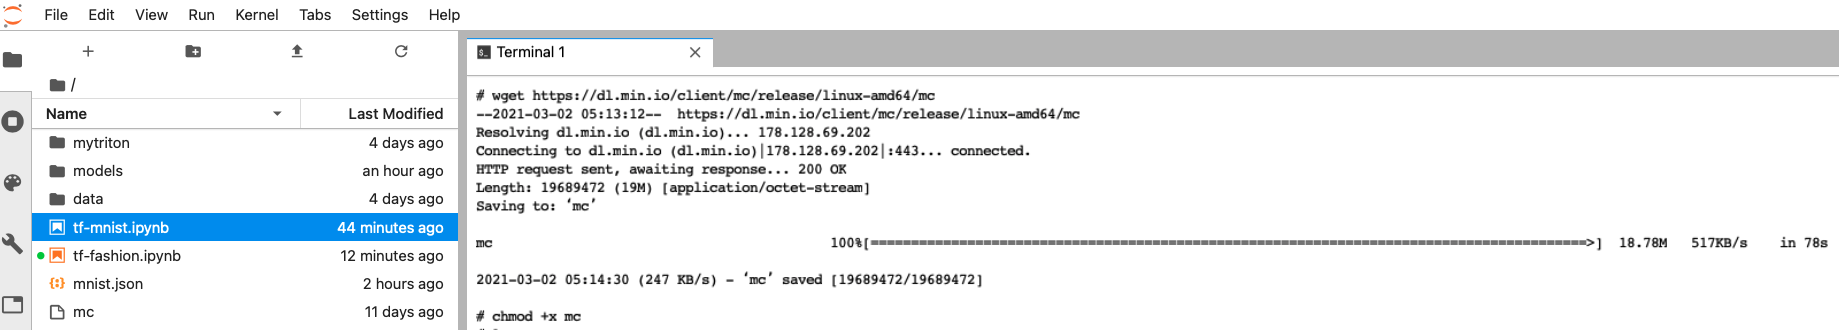 File Edit View Run Kernel Tabs Settings Help
Terminal 1
/
Name Last Modified
mytriton 4 days ago
models an hour ago
data 4 days ago
tf-mnist.ipynb 44 minutes ago
tf-fashion.ipynb 12 minutes ago
mnist.json 2 hours ago
mc 11 days ago
# wget https://dl.min.io/client/mc/release/linux-amd64/mc
--2021-03-02 05:13:12-- https://dl.min.io/client/mc/release/linux-amd64/mc
Resolving dl.min.io (dl.min.io)... 178.128.69.202
Connecting to dl.min.io (dl.min.io)|178.128.69.202|:443... connected.
HTTP request sent, awaiting response... 200 OK
Length: 19689472 (19M) [application/octet-stream]
Saving to: ‘mc’
mc 100%[=========================================================================================>] 18.78M 517KB/s in 78s
2021-03-02 05:14:30 (247 KB/s) - ‘mc’ saved [19689472/19689472]
# chmod +x mc